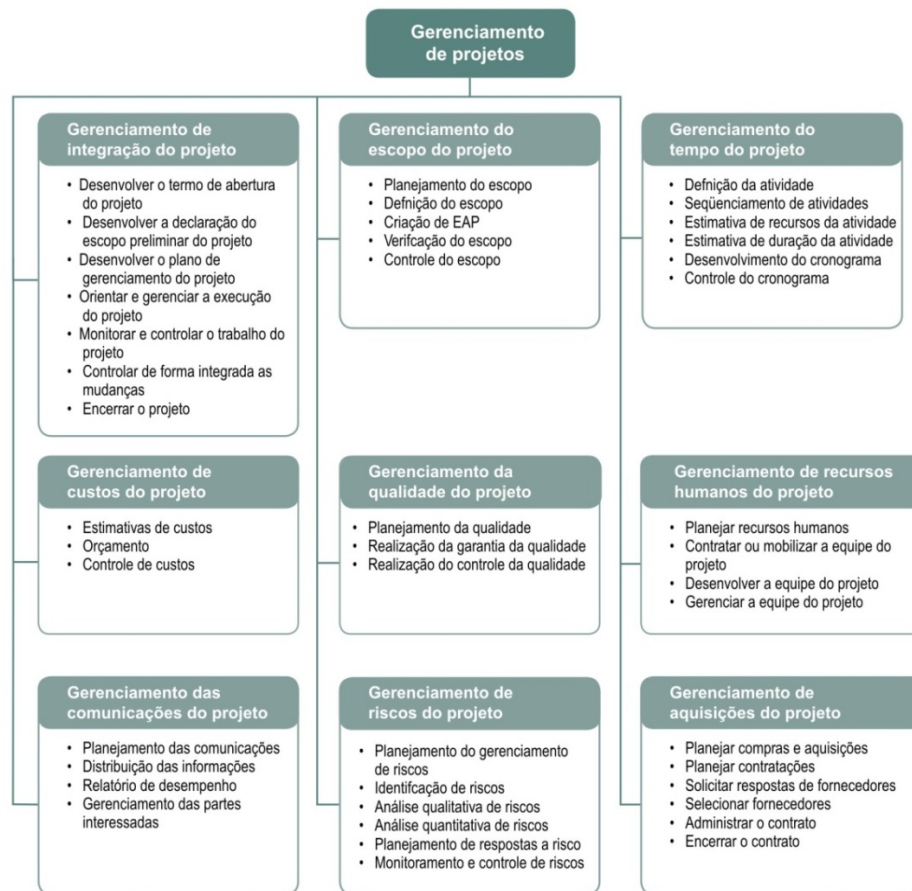 Gerenciamento
de projetos
Gerenciamento de
integração do projeto
• Desenvolver o termo de abertura
do projeto
• Desenvolver a declaração do
escopo preliminar do projeto
• Desenvolver o plano de
gerenciamento do projeto
• Orientar e gerenciar a execução
do projeto
• Monitorar e controlar o trabalho do
projeto
• Controlar de forma integrada as
mudanças
• Encerrar o projeto
Gerenciamento do
escopo do projeto
• Planejamento do escopo
• Defnição do escopo
• Criação de EAP
• Verifcação do escopo
• Controle do escopo
Gerenciamento do
tempo do projeto
• Defnição da atividade
• Seqüenciamento de atividades
• Estimativa de recursos da atividade
• Estimativa de duração da atividade
• Desenvolvimento do cronograma
• Controle do cronograma
Gerenciamento de
custos do projeto
• Estimativas de custos
• Orçamento
• Controle de custos
Gerenciamento da
qualidade do projeto
• Planejamento da qualidade
• Realização da garantia da qualidade
• Realização do controle da qualidade
Gerenciamento de recursos
humanos do projeto
• Planejar recursos humanos
• Contratar ou mobilizar a equipe do
projeto
• Desenvolver a equipe do projeto
• Gerenciar a equipe do projeto
Gerenciamento das
comunicações do projeto
• Planejamento das comunicações
• Distribuição das informações
• Relatório de desempenho
• Gerenciamento das partes
interessadas
Gerenciamento de
riscos do projeto
• Planejamento do gerenciamento
de riscos
• Identifcação de riscos
• Análise qualitativa de riscos
• Análise quantitativa de riscos
• Planejamento de respostas a risco
• Monitoramento e controle de riscos
Gerenciamento de
aquisições do projeto
• Planejar compras e aquisições
• Planejar contratações
• Solicitar respostas de fornecedores
• Selecionar fornecedores
• Administrar o contrato
• Encerrar o contrato